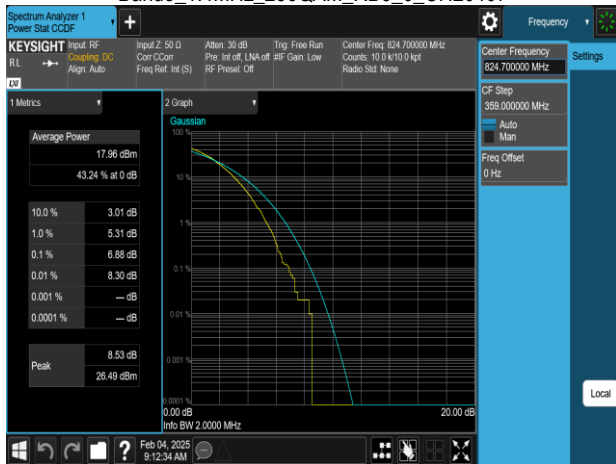 Spectrum Analyzer 1
Power Stat CCDF
Frequency
KEYSIGHT
RL
LXI
Input: RF
Coupling: DC
Align: Auto
Input Z: 50 Ω
Corr CCorr
Freq Ref: Int (S)
Atten: 30 dB
Pre: Int off, LNA off
RF Presel: Off
Trig: Free Run
#IF Gain: Low
Center Freq: 824.700000 MHz
Counts: 10.0 k/10.0 kpt
Radio Std: None
Center Frequency
824.700000 MHz
Settings
CF Step
359.000000 MHz
Auto
Man
Freq Offset
0 Hz
Local
1 Metrics
Average Power
17.96 dBm
43.24 % at 0 dB
10.0 % 3.01 dB
1.0 % 5.31 dB
0.1 % 6.88 dB
0.01 % 8.30 dB
0.001 % --- dB
0.0001 % --- dB
Peak
8.53 dB
26.49 dBm
2 Graph
Gaussian
100 %
10 %
1 %
0.1 %
0.01 %
0.001 %
0.0001 %
0.00 dB 20.00 dB
Info BW 2.0000 MHz
?
Feb 04, 2025
9:12:34 AM